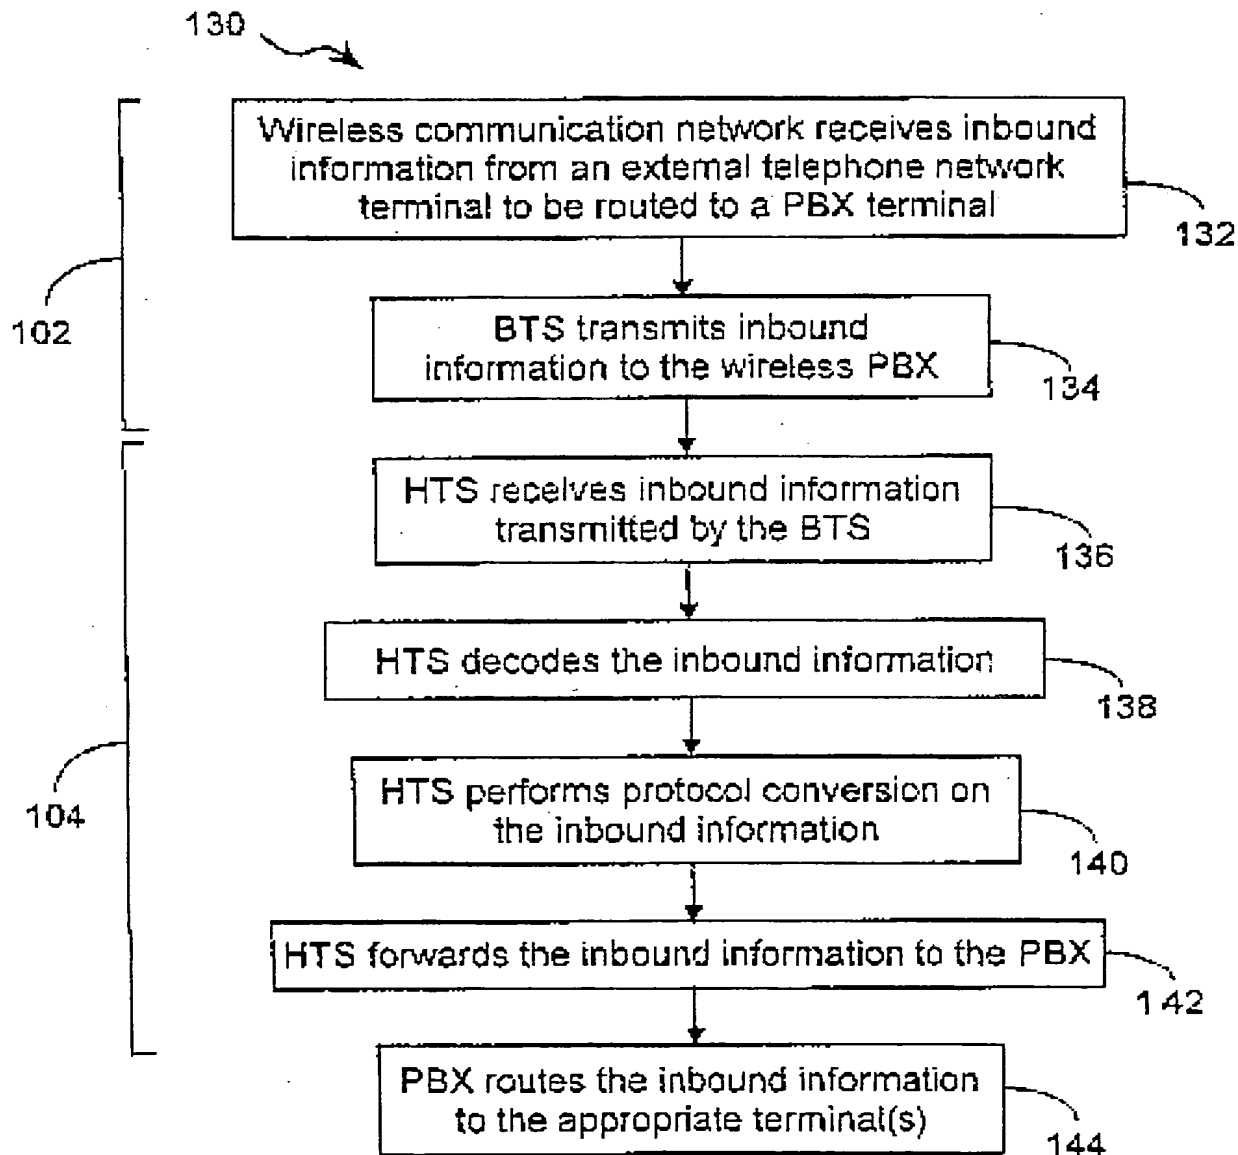 130
Wireless communication network receives inbound
information from an external telephone network
terminal to be routed to a PBX terminal
132
102
BTS transmits inbound
information to the wireless PBX
134
HTS receives inbound information
transmitted by the BTS
136
HTS decodes the inbound information
138
104
HTS performs protocol conversion on
the inbound information
140
HTS forwards the inbound information to the PBX
142
PBX routes the inbound information
to the appropriate terminal(s)
144